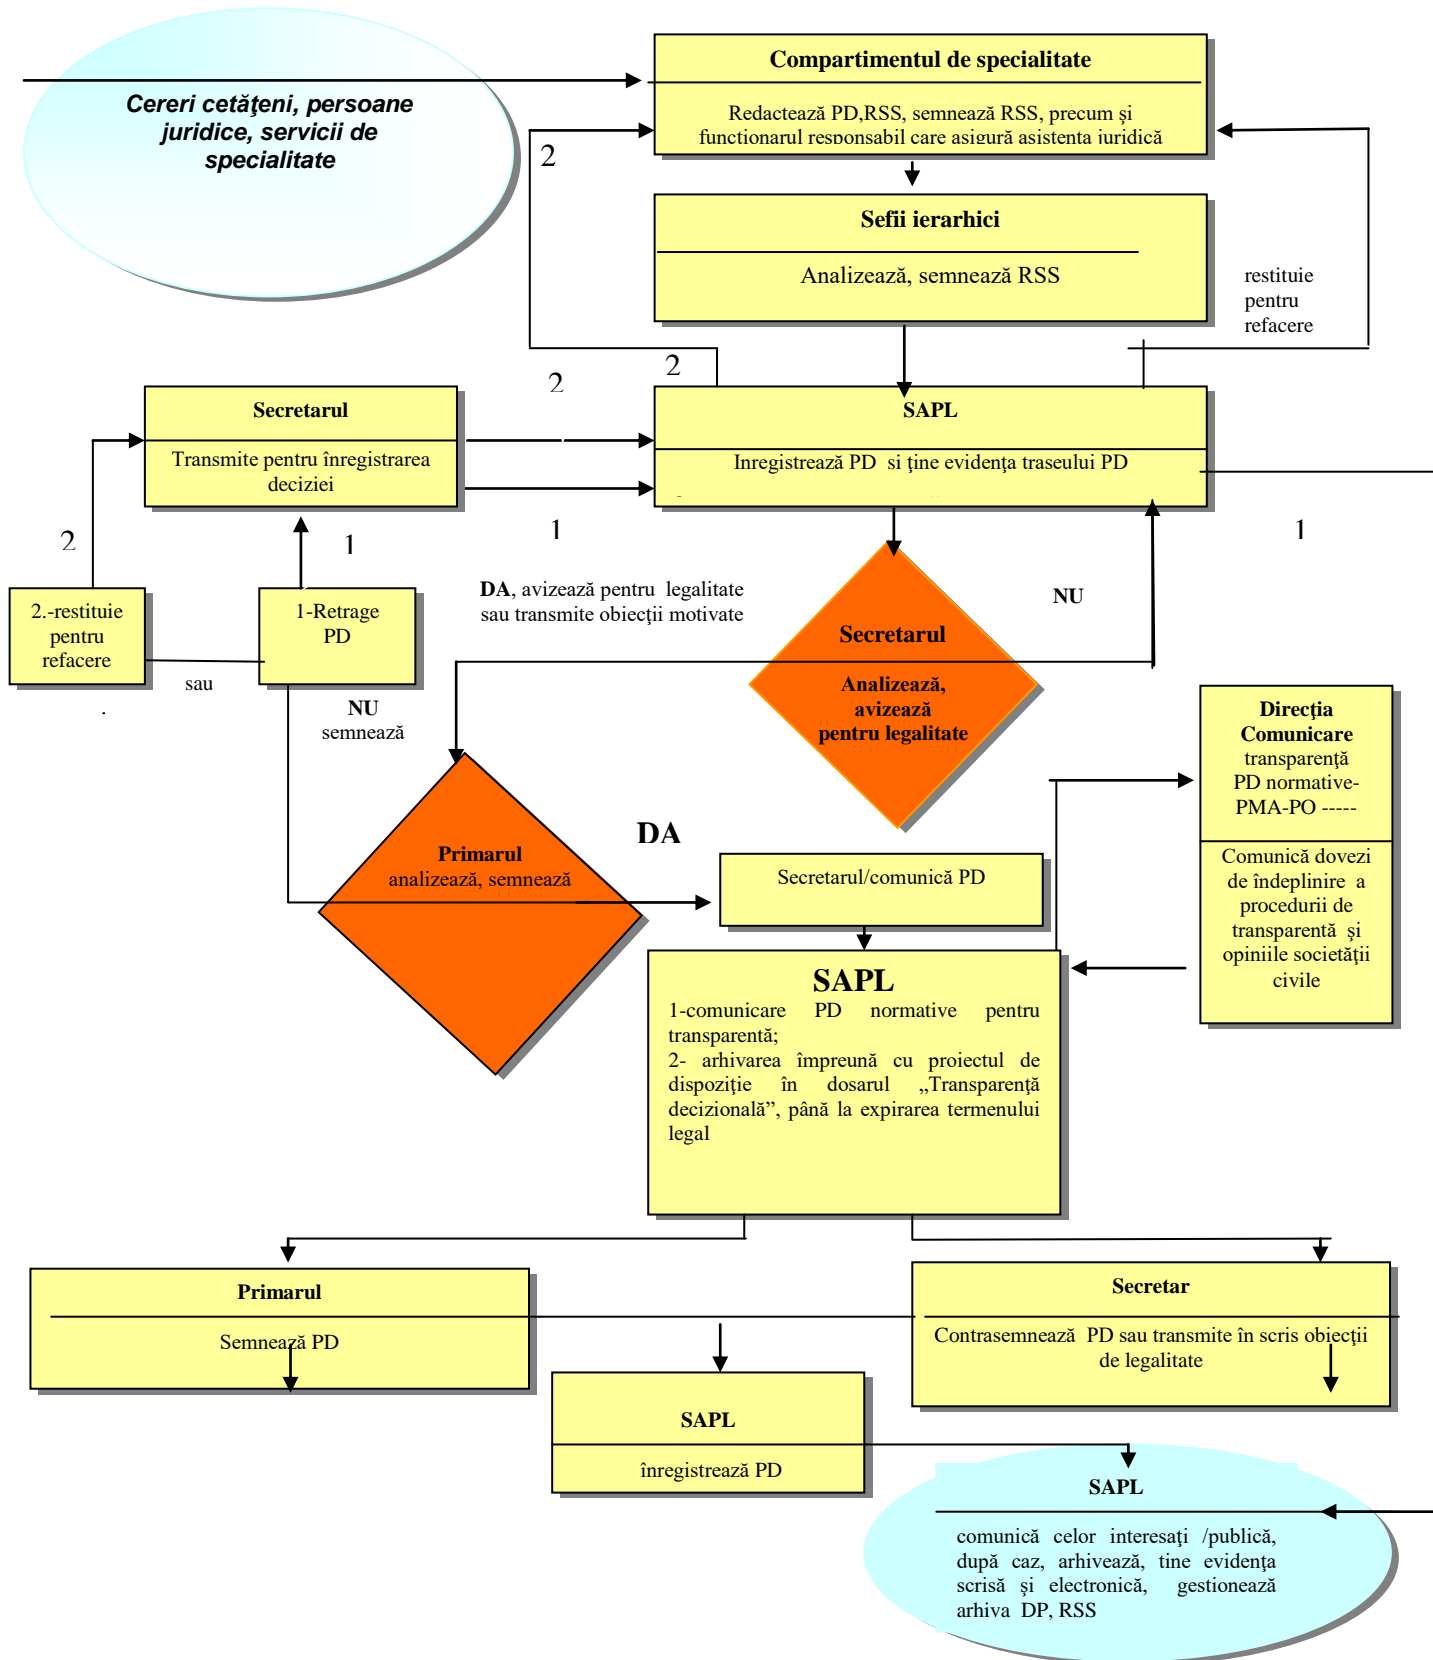 Cereri cetăţeni, persoane
juridice, servicii de
specialitate
Compartimentul de specialitate
Redactează PD,RSS, semnează RSS, precum şi
funcţionarul responsabil care asigură asistenţa juridică
2
Sefii ierarhici
Analizează, semnează RSS
restituie
pentru
refacere
2
2
Secretarul
Transmite pentru înregistrarea
deciziei
SAPL
Inregistrează PD si ţine evidenţa traseului PD
2
1
1
1
2.-restituie
pentru
refacere
sau
.
1-Retrage
PD
DA, avizează pentru legalitate
sau transmite obiecţii motivate
NU
Secretarul
Analizează,
avizează
pentru legalitate
NU
semnează
Direcţia
Comunicare
transparenţă
PD normative-
PMA-PO -----
Comunică dovezi
de îndeplinire a
procedurii de
transparentă şi
opiniile societăţii
civile
Primarul
analizează, semnează
DA
Secretarul/comunică PD
SAPL
1-comunicare PD normative pentru
transparentă;
2- arhivarea împreună cu proiectul de
dispoziţie în dosarul „Transparenţă
decizională”, până la expirarea termenului
legal
Primarul
Semnează PD
Secretar
Contrasemnează PD sau transmite în scris obiecţii
de legalitate
SAPL
înregistrează PD
SAPL
comunică celor interesaţi /publică,
după caz, arhivează, tine evidenţa
scrisă şi electronică, gestionează
arhiva DP, RSS